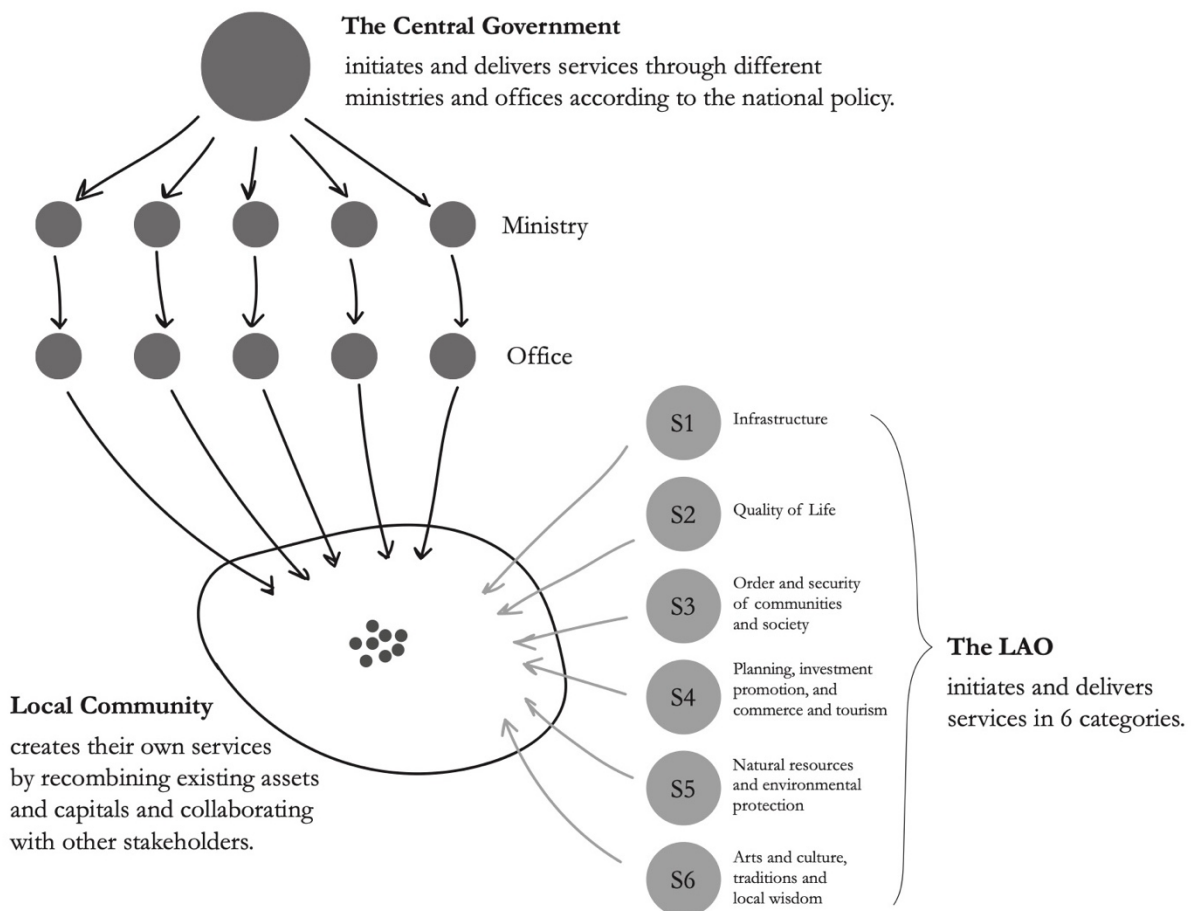 The Central Government
initiates and delivers services through different
ministries and offices according to the national policy.
Ministry
Office
S1
Infrastructure
S2
Quality of Life
S3
Order and security
of communities
and society
S4
Planning, investment
promotion, and
commerce and tourism
S5
Natural resources
and environmental
protection
S6
Arts and culture,
traditions and
local wisdom
The LAO
initiates and delivers
services in 6 categories.
Local Community
creates their own services
by recombining existing assets
and capitals and collaborating
with other stakeholders.